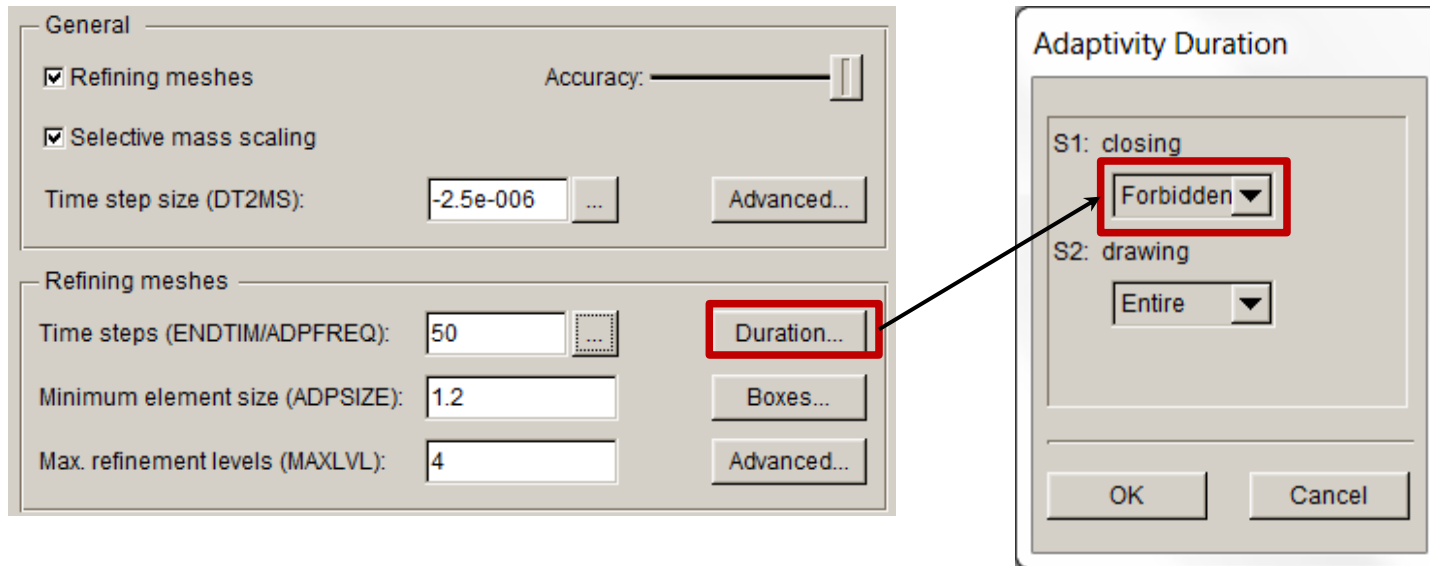 General
Refining meshes Accuracy:
Selective mass scaling
Time step size (DT2MS): -2.5e-006 ... Advanced...
Refining meshes
Time steps (ENDTIM/ADPFREQ): 50 ... Duration...
Minimum element size (ADPSIZE): 1.2 Boxes...
Max. refinement levels (MAXLVL): 4 Advanced...
Adaptivity Duration
S1: closing
Forbidden
S2: drawing
Entire
OK Cancel